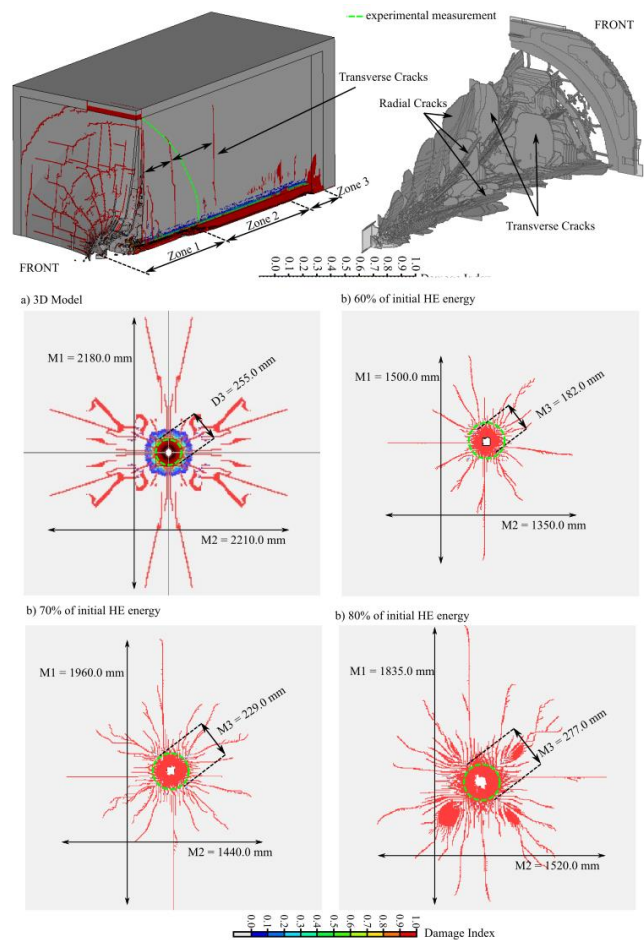 experimental measurement
FRONT
Transverse Cracks
Radial Cracks
Transverse Cracks
Zone 3
Zone 2
Zone 1
FRONT
0.0 0.1 0.2 0.3 0.4 0.5 0.6 0.7 0.8 0.9 1.0
Damage Index
a) 3D Model
b) 60% of initial HE energy
M1 = 2180.0 mm
D3 = 255.0 mm
M2 = 2210.0 mm
M1 = 1500.0 mm
M3 = 182.0 mm
M2 = 1350.0 mm
b) 70% of initial HE energy
b) 80% of initial HE energy
M1 = 1960.0 mm
M3 = 229.0 mm
M2 = 1440.0 mm
M1 = 1835.0 mm
M3 = 277.0 mm
M2 = 1520.0 mm
0.0 0.1 0.2 0.3 0.4 0.5 0.6 0.7 0.8 0.9 1.0
Damage Index